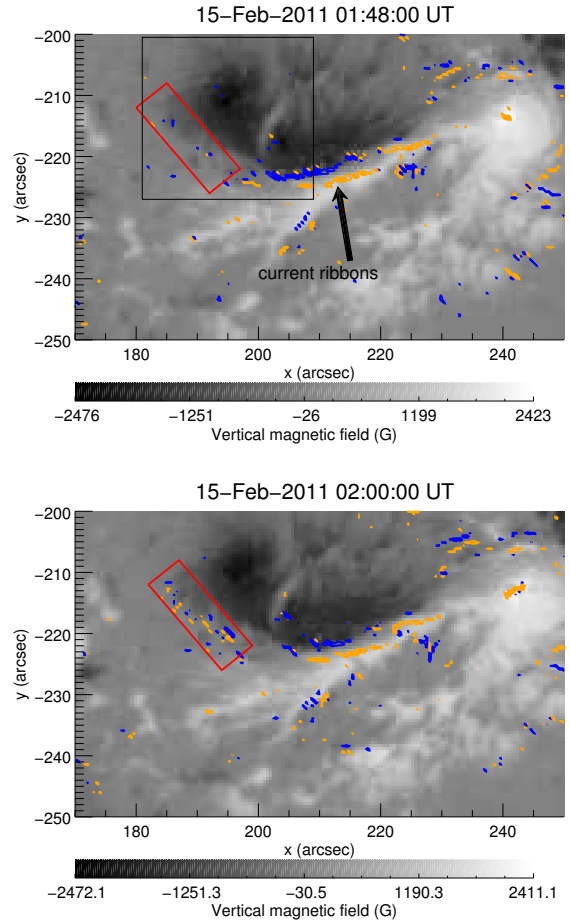 15-Feb-2011 01:48:00 UT
-200
-210
-220
-230
-240
-250
y (arcsec)
current ribbons
180 200 220 240
x (arcsec)
-2476 -1251 -26 1199 2423
Vertical magnetic field (G)
15-Feb-2011 02:00:00 UT
-200
-210
-220
-230
-240
-250
y (arcsec)
180 200 220 240
x (arcsec)
-2472.1 -1251.3 -30.5 1190.3 2411.1
Vertical magnetic field (G)